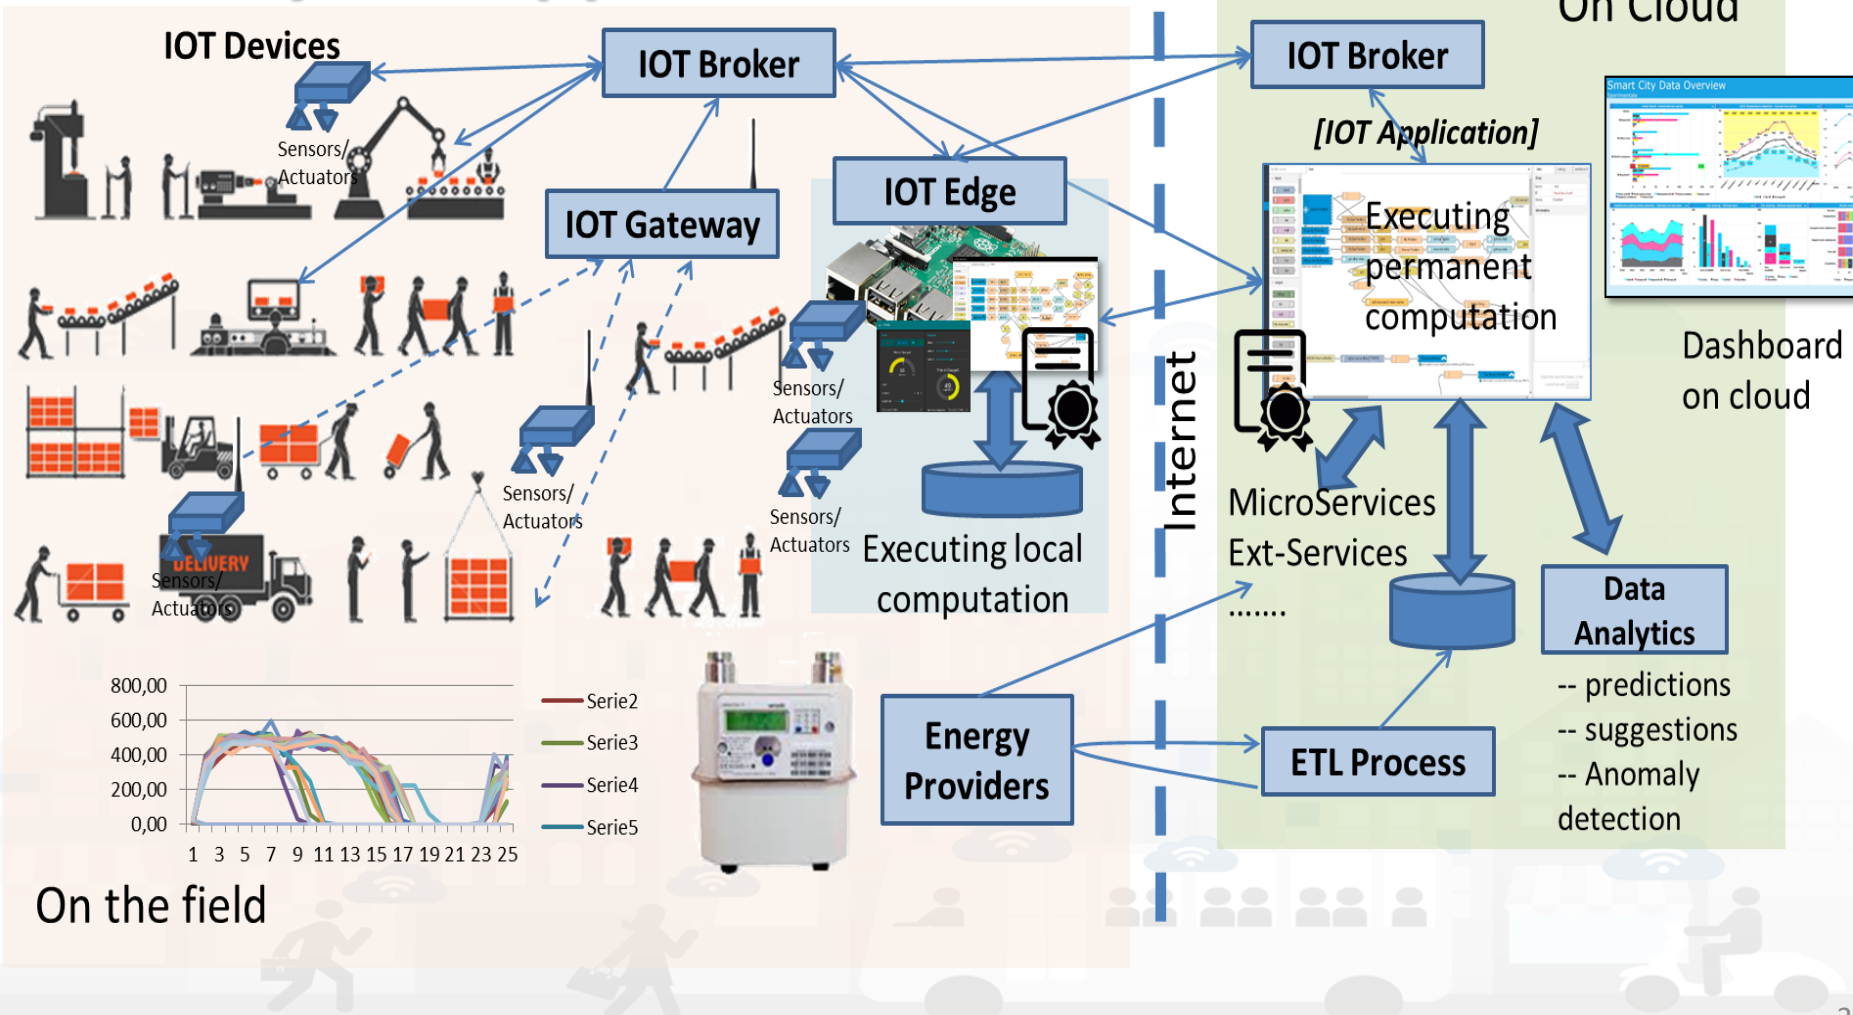 On Cloud
IOT Devices
IOT Broker
IOT Broker
Smart City Data Overview
[IOT Application]
Sensors/
Actuators
IOT Edge
IOT Gateway
Executing
permanent
computation
Dashboard
on cloud
Internet
Sensors/
Actuators
Sensors/
Actuators
Sensors/
Actuators
MicroServices
Ext-Services
.......
Executing local
computation
DELIVERY
Sensors/
Actuators
Data
Analytics
-- predictions
-- suggestions
-- Anomaly
detection
800,00
600,00
400,00
200,00
0,00
1 3 5 7 9 11 13 15 17 19 21 23 25
Serie2
Serie3
Serie4
Serie5
Energy
Providers
ETL Process
On the field